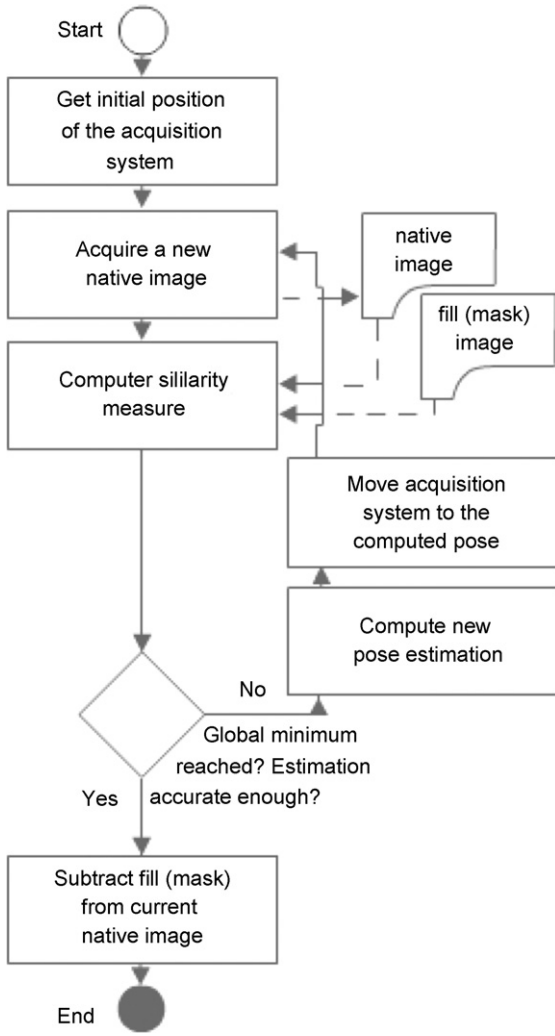 Start
Get initial position
of the acquisition
system
Acquire a new
native image
native
image
fill (mask)
image
Computer sililarity
measure
Move acquisition
system to the
computed pose
Compute new
pose estimation
No
Global minimum
reached? Estimation
accurate enough?
Yes
Subtract fill (mask)
from current
native image
End